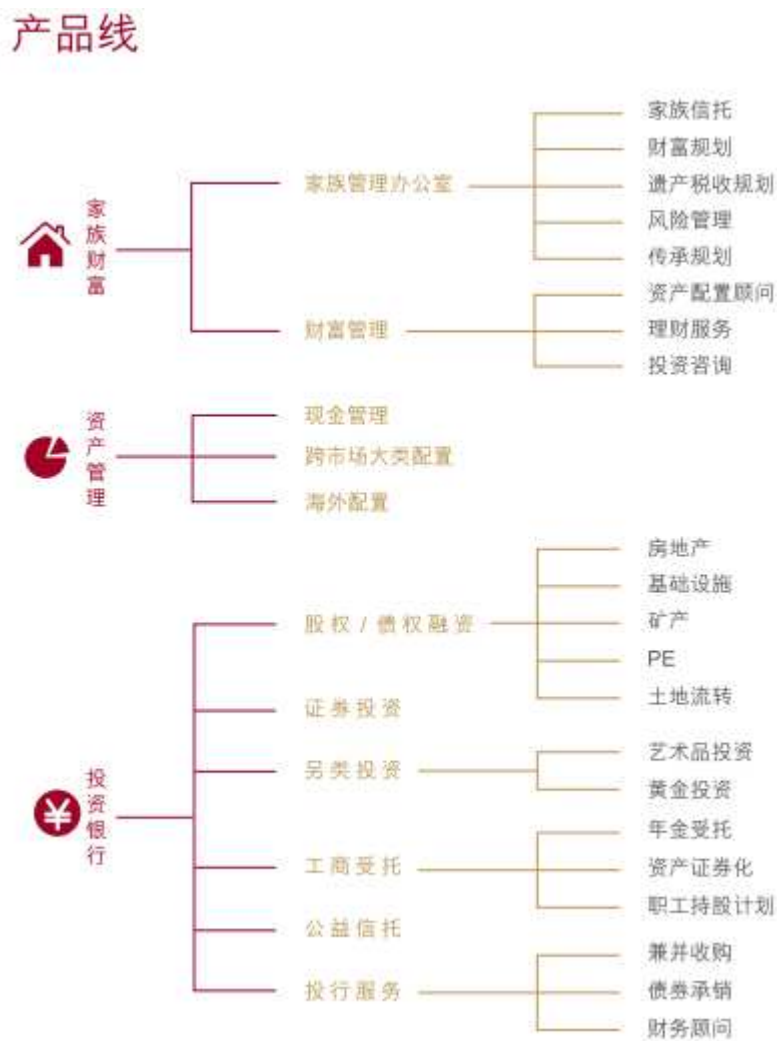 产品线
家族财富
家族管理办公室
家族信托
财富规划
遗产税收规划
风险管理
传承规划
财富管理
资产配置顾问
理财服务
投资咨询
资产管理
现金管理
跨市场大类配置
海外配置
投资银行
股权 / 债权融资
房地产
基础设施
矿产
PE
土地流转
证券投资
另类投资
艺术品投资
黄金投资
工商受托
年金受托
资产证券化
职工持股计划
公益信托
投行服务
兼并收购
债券承销
财务顾问